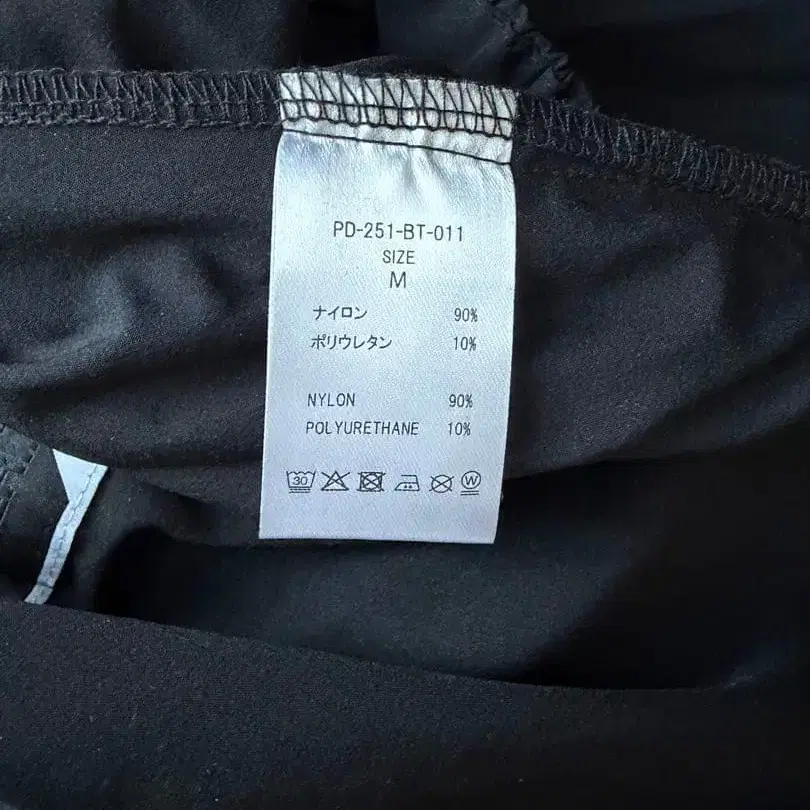 PD-251-BT-011
SIZE
M
ナイロン 90%
ポリウレタン 10%
NYLON 90%
POLYURETHANE 10%
30 W